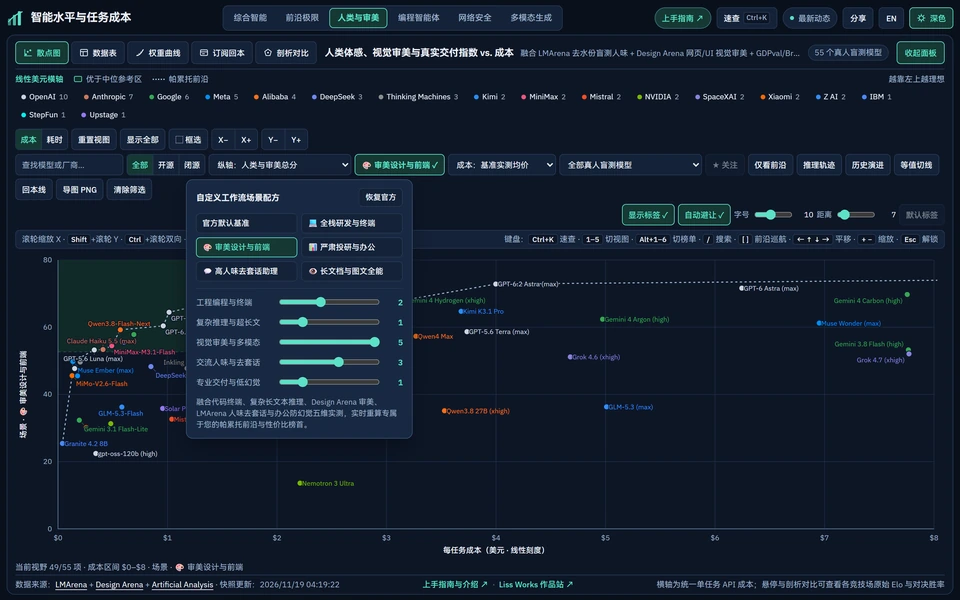 智能水平与任务成本
综合智能 前沿极限 人类与审美 编程智能体 网络安全 多模态生成
上手指南 ↗ 速查 Ctrl+K 最新动态 分享 EN 深色
散点图 数据表 权重曲线 订阅回本 剖析对比
人类体感、视觉审美与真实交付指数 vs. 成本 融合 LMArena 去水份盲测人味 + Design Arena 网页/UI 视觉审美 + GDPval/Br... 55 个真人盲测模型 收起面板
线性美元横轴 优于中位参考区 帕累托前沿 越靠左上越理想
OpenAI 10 Anthropic 7 Google 6 Meta 5 Alibaba 4 DeepSeek 3 Thinking Machines 3 Kimi 2 MiniMax 2 Mistral 2 NVIDIA 2 SpaceXAI 2 Xiaomi 2 Z AI 2 IBM 1
StepFun 1 Upstage 1
成本 耗时 重置视图 显示全部 框选 X− X+ Y− Y+
查找模型或厂商... 全部 开源 闭源 纵轴：人类与审美总分 审美设计与前端 ✓ 成本：基准实测均价 全部真人盲测模型 ★ 关注 仅看前沿 推理轨迹 历史演进 等值切线
回本线 导图 PNG 清除筛选
显示标签 ✓ 自动避让 ✓ 字号 10 距离 7 默认标签
滚轮缩放 X · Shift +滚轮 Y · Ctrl +滚轮双向 ·
键盘： Ctrl+K 速查 · 1–5 切视图 · Alt+1–6 切榜单 · / 搜索 · [ ] 前沿巡航 · ← ↑ ↓ → 平移 · + − 缩放 · Esc 解锁
自定义工作流场景配方 恢复官方
官方默认基准 全栈研发与终端
审美设计与前端 严肃投研与办公
高人味去套话助理 长文档与图文全能
工程编程与终端 2
复杂推理与超长文 1
视觉审美与多模态 5
交流人味与去套话 3
专业交付与低幻觉 1
融合代码终端、复杂长文本推理、Design Arena 审美、
LMArena 人味去套话与办公防幻觉五维实测，实时重算专属
于您的帕累托前沿与性价比榜首。
场景 · 审美设计与前端
80
60
40
20
0
GPT-6.2 Astra (max)
GPT-6 Astra (max)
Gemini 4 Carbon (high)
Gemini 4 Hydrogen (xhigh)
Kimi K3.1 Pro
Gemini 4 Argon (high)
Muse Wonder (max)
Qwen3.8-Flash-Next
GPT-5.6 Terra (max)
Qwen4 Max
Claude Haiku 5.5 (max)
Gemini 3.8 Flash (high)
MiniMax-M3.1-Flash
Grok 4.6 (xhigh)
Grok 4.7 (xhigh)
GPT-5.6 Luna (max)
Inkling
Muse Ember (max)
DeepSeek
MiMo-V2.6-Flash
Solar P
GLM-5.3-Flash
Qwen3.8 27B (xhigh)
GLM-5.3 (max)
Mist
Gemini 3.1 Flash-Lite
Granite 4.2 8B
gpt-oss-120b (high)
Nemotron 3 Ultra
$0 $1 $2 $3 $4 $5 $6 $7 $8
每任务成本（美元 · 线性刻度）
当前视野 49/55 项 · 成本区间 $0–$8 · 场景 · 审美设计与前端
数据来源： LMArena + Design Arena + Artificial Analysis · 快照更新： 2026/11/19 04:19:22 上手指南与介绍 ↗ · Liss Works 作品站 ↗ 横轴为统一单任务 API 成本；悬停与剖析对比可查看各竞技场原始 Elo 与对决胜率